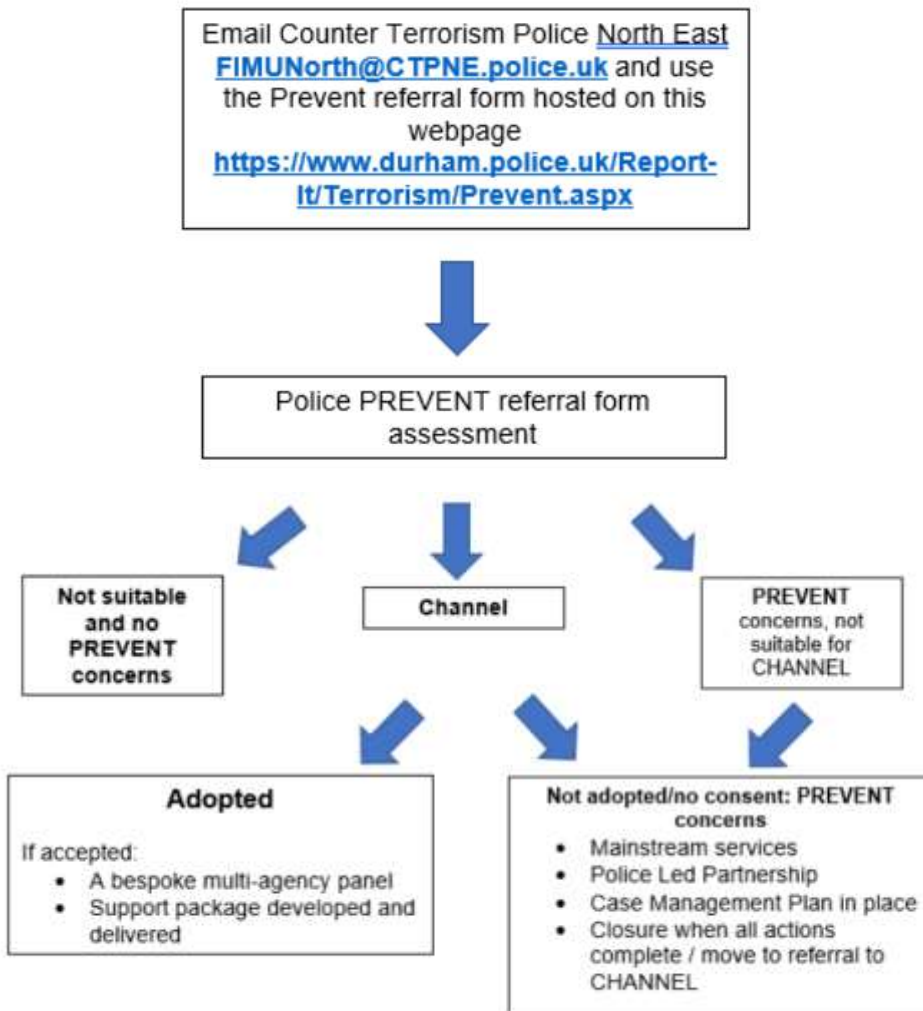 Email Counter Terrorism Police North East
FIMUNorth@CTPNE.police.uk and use
the Prevent referral form hosted on this
webpage
https://www.durham.police.uk/Report-
It/Terrorism/Prevent.aspx
Police PREVENT referral form
assessment
Not suitable
and no
PREVENT
concerns
Channel
PREVENT
concerns, not
suitable for
CHANNEL
Adopted
If accepted:
• A bespoke multi-agency panel
• Support package developed and
delivered
Not adopted/no consent: PREVENT
concerns
• Mainstream services
• Police Led Partnership
• Case Management Plan in place
• Closure when all actions
complete / move to referral to
CHANNEL